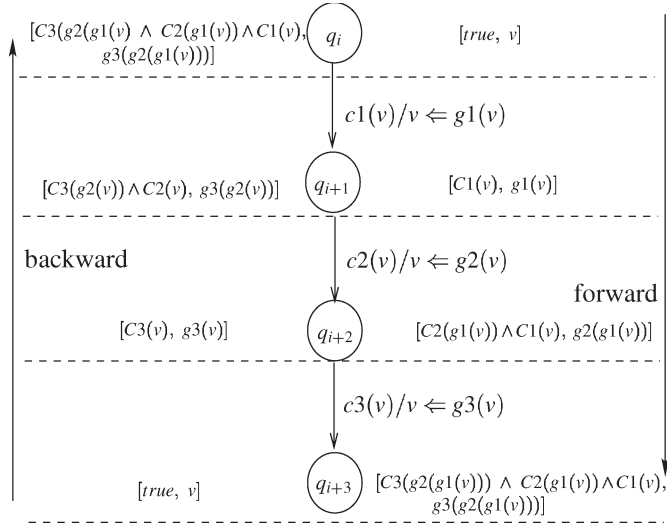 [C3(g2(g1(v) ∧ C2(g1(v))∧C1(v),
g3(g2(g1(v)))]
q_i
[true, v]
c1(v)/v ⇐ g1(v)
[C3(g2(v))∧C2(v), g3(g2(v))]
q_{i+1}
[C1(v), g1(v)]
backward
c2(v)/v ⇐ g2(v)
forward
[C3(v), g3(v)]
q_{i+2}
[C2(g1(v))∧C1(v), g2(g1(v))]
c3(v)/v ⇐ g3(v)
[true, v]
q_{i+3}
[C3(g2(g1(v))) ∧ C2(g1(v))∧C1(v),
g3(g2(g1(v)))]